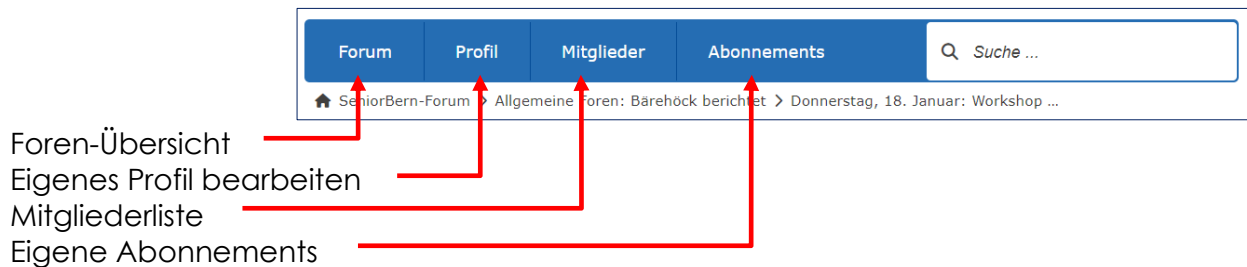 Forum Profil Mitglieder Abonnements Suche ...
SeniorBern-Forum > Allgemeine Foren: Bärehöck berichtet > Donnerstag, 18. Januar: Workshop ...
Foren-Übersicht
Eigenes Profil bearbeiten
Mitgliederliste
Eigene Abonnements